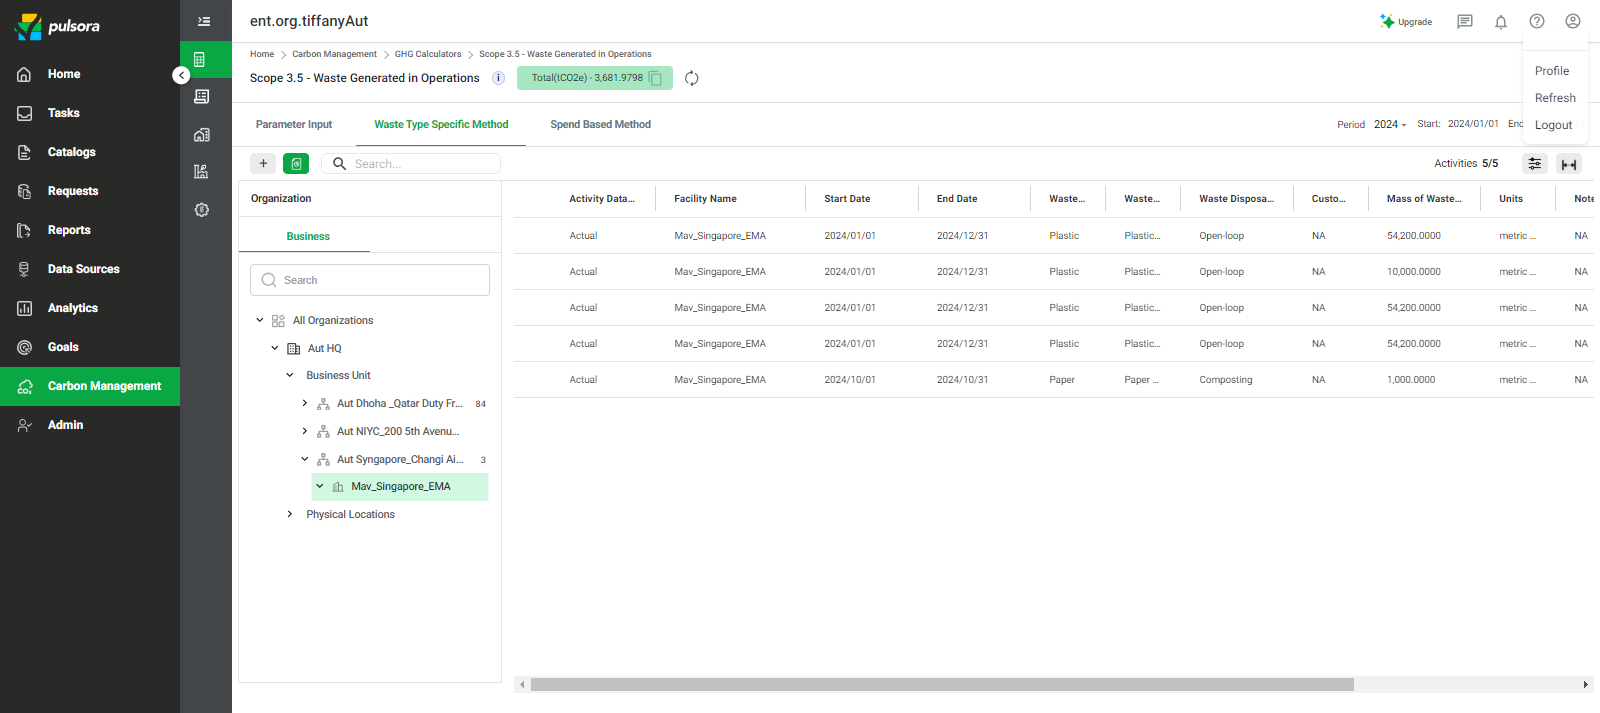 pulsora
Home
Tasks
Catalogs
Requests
Reports
Data Sources
Analytics
Goals
Carbon Management
Admin
ent.org.tiffanyAut
Upgrade
Home > Carbon Management > GHG Calculators > Scope 3.5 - Waste Generated in Operations
Scope 3.5 - Waste Generated in Operations i Total(tCO2e) - 3,681.9798
Profile
Refresh
Logout
Parameter Input Waste Type Specific Method Spend Based Method
Period 2024 Start: 2024/01/01 End
+ Search... Activities 5/5
Organization
Business
Search
All Organizations
Aut HQ
Business Unit
Aut Dhoha _Qatar Duty Fr... 84
Aut NIYC_200 5th Avenu...
Aut Syngapore_Changi Ai... 3
Mav_Singapore_EMA
Physical Locations
Activity Data... Facility Name Start Date End Date Waste... Waste... Waste Disposa... Custo... Mass of Waste... Units Note
Actual Mav_Singapore_EMA 2024/01/01 2024/12/31 Plastic Plastic... Open-loop NA 54,200.0000 metric ... NA
Actual Mav_Singapore_EMA 2024/01/01 2024/12/31 Plastic Plastic... Open-loop NA 10,000.0000 metric ... NA
Actual Mav_Singapore_EMA 2024/01/01 2024/12/31 Plastic Plastic... Open-loop NA 54,200.0000 metric ... NA
Actual Mav_Singapore_EMA 2024/01/01 2024/12/31 Plastic Plastic... Open-loop NA 54,200.0000 metric ... NA
Actual Mav_Singapore_EMA 2024/10/01 2024/10/31 Paper Paper ... Composting NA 1,000.0000 metric ... NA